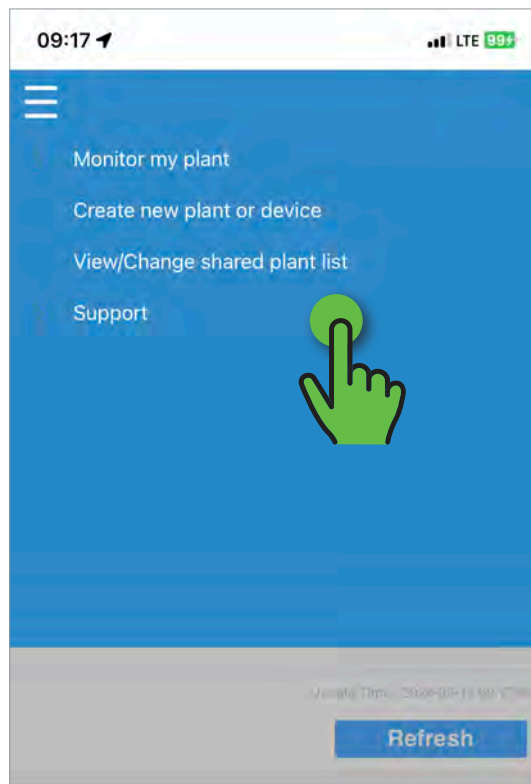 09:17
LTE 99
Monitor my plant
Create new plant or device
View/Change shared plant list
Support
Refresh